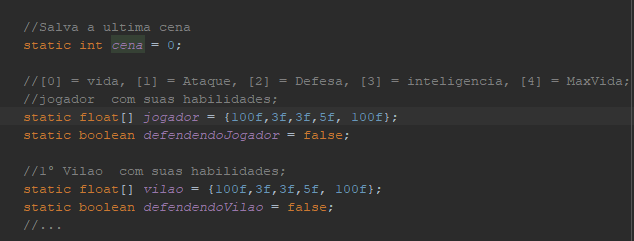 //Salva a ultima cena
static int cena = 0;
//[0] = vida, [1] = Ataque, [2] = Defesa, [3] = inteligencia, [4] = MaxVida;
//jogador  com suas habilidades;
static float[] jogador = {100f,3f,3f,5f, 100f};
static boolean defendendoJogador = false;
//1º Vilao  com suas habilidades;
static float[] vilao = {100f,3f,3f,5f, 100f};
static boolean defendendoVilao = false;
//...